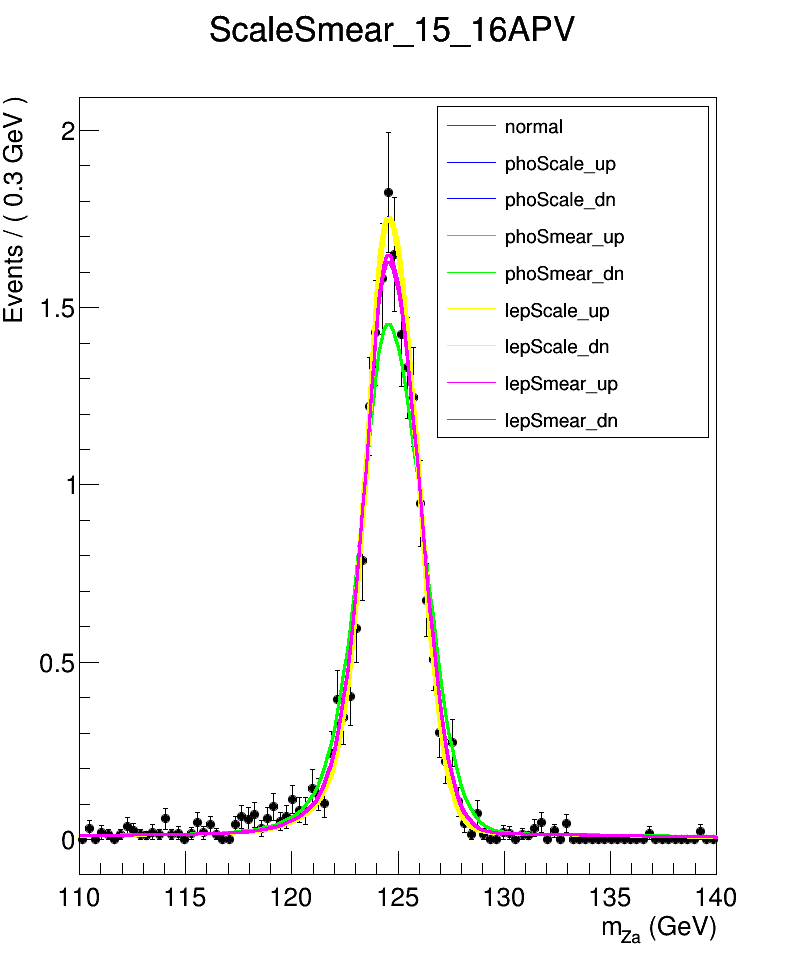 ScaleSmear_15_16APV
Events / ( 0.3 GeV )
2
1.5
1
0.5
0
normal
phoScale_up
phoScale_dn
phoSmear_up
phoSmear_dn
lepScale_up
lepScale_dn
lepSmear_up
lepSmear_dn
110 115 120 125 130 135 140
m_Za (GeV)